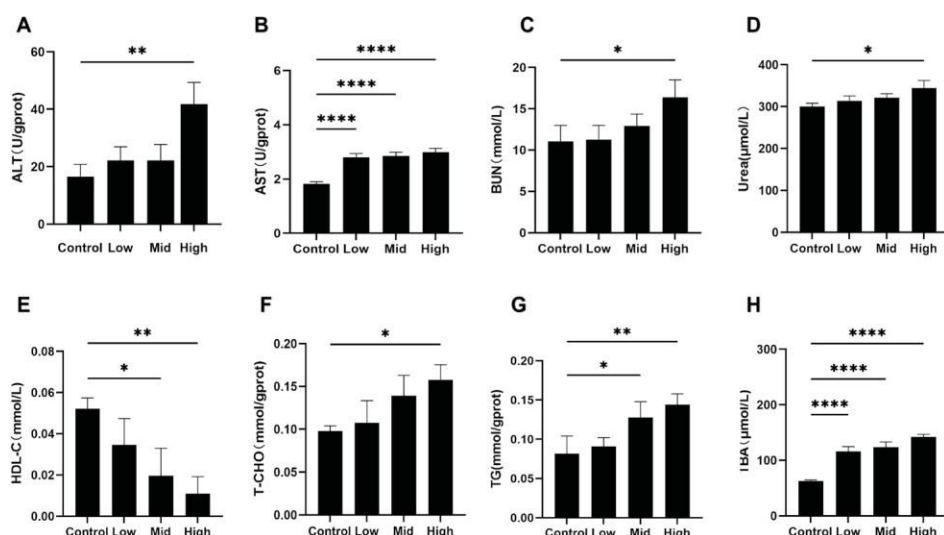 A
ALT(U/gprot)
60
40
20
0
**
Control Low Mid High
B
AST(U/gprot)
6
4
2
0
****
****
****
Control Low Mid High
C
BUN(mmol/L)
20
15
10
5
0
*
Control Low Mid High
D
Urea(μmol/L)
400
300
200
100
0
*
Control Low Mid High
E
HDL-C(mmol/L)
0.08
0.06
0.04
0.02
0.00
**
*
Control Low Mid High
F
T-CHO(mmol/gprot)
0.20
0.15
0.10
0.05
0.00
*
Control Low Mid High
G
TG(mmol/gprot)
0.20
0.15
0.10
0.05
0.00
**
*
Control Low Mid High
H
TBA(μmol/L)
300
200
100
0
****
****
****
Control Low Mid High